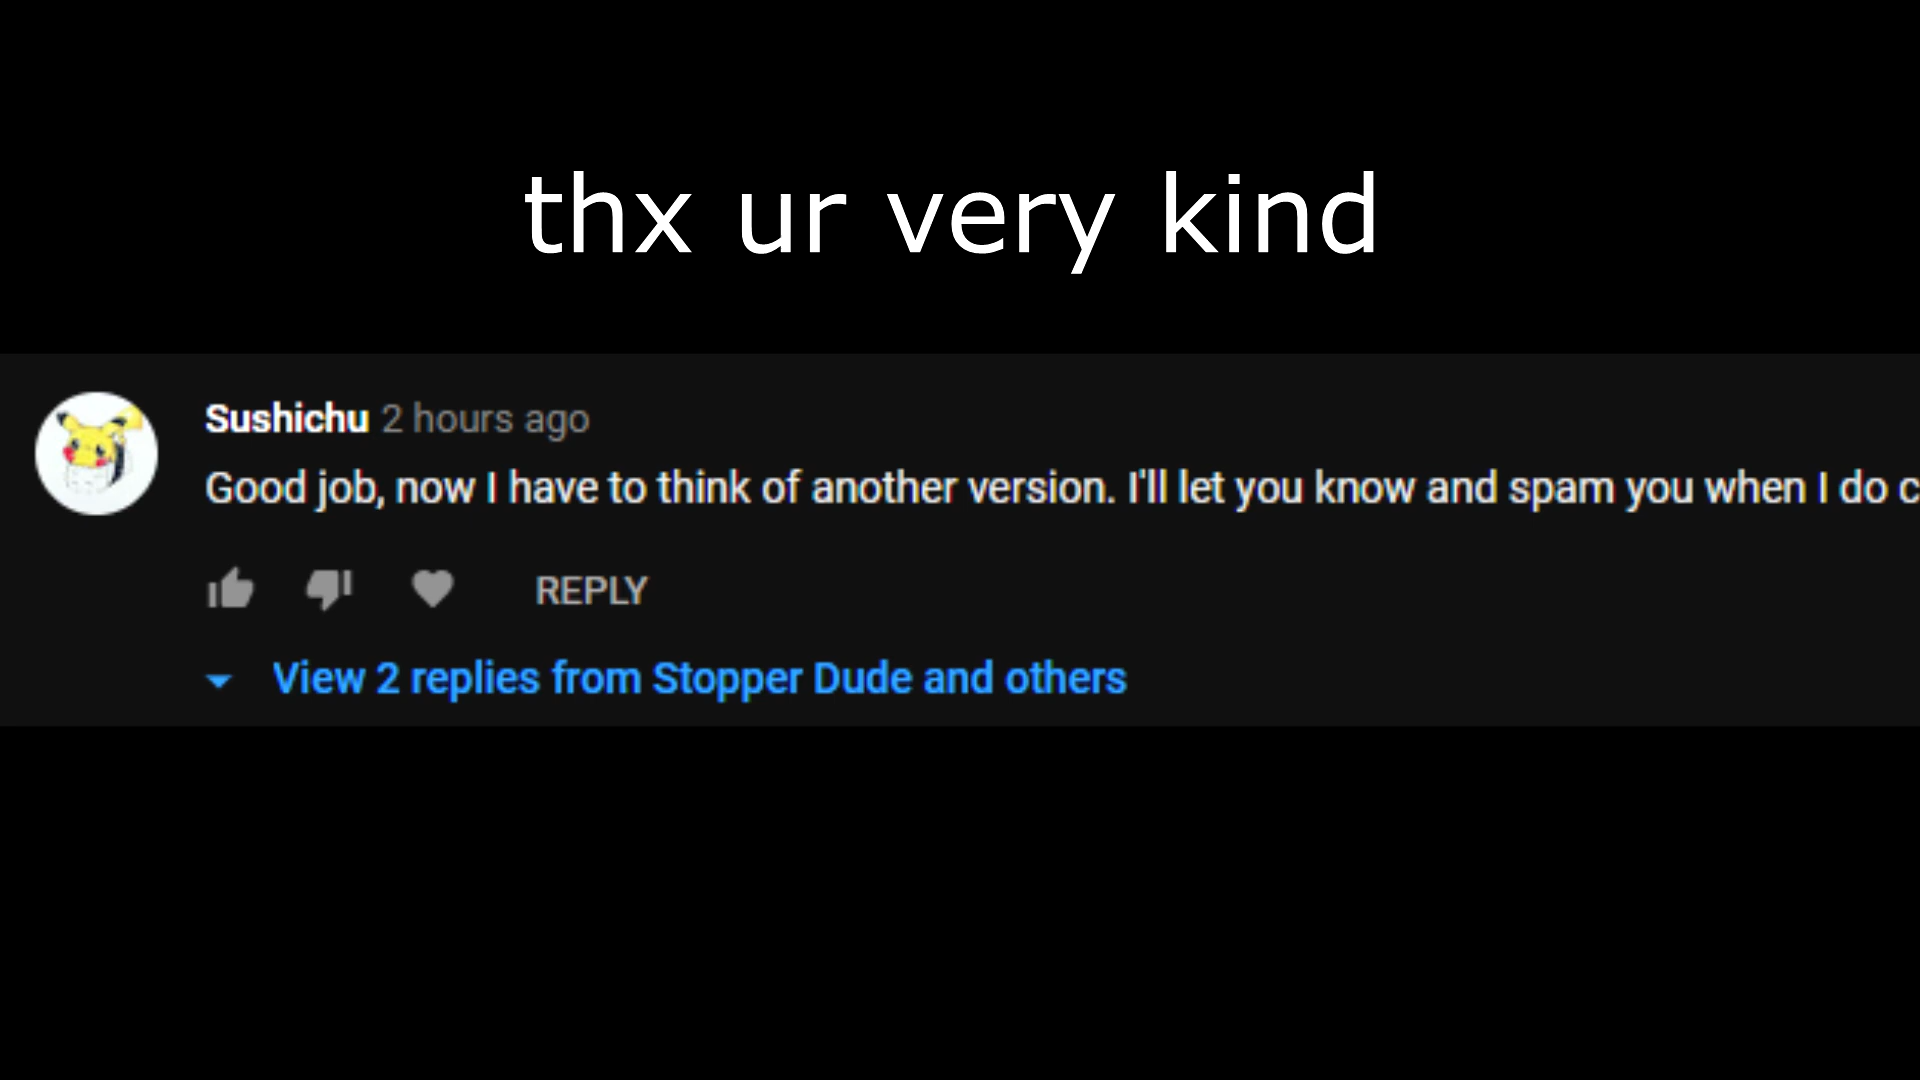 thx ur very kind
Sushichu 2 hours ago
Good job, now I have to think of another version. I'll let you know and spam you when I do
REPLY
View 2 replies from Stopper Dude and others